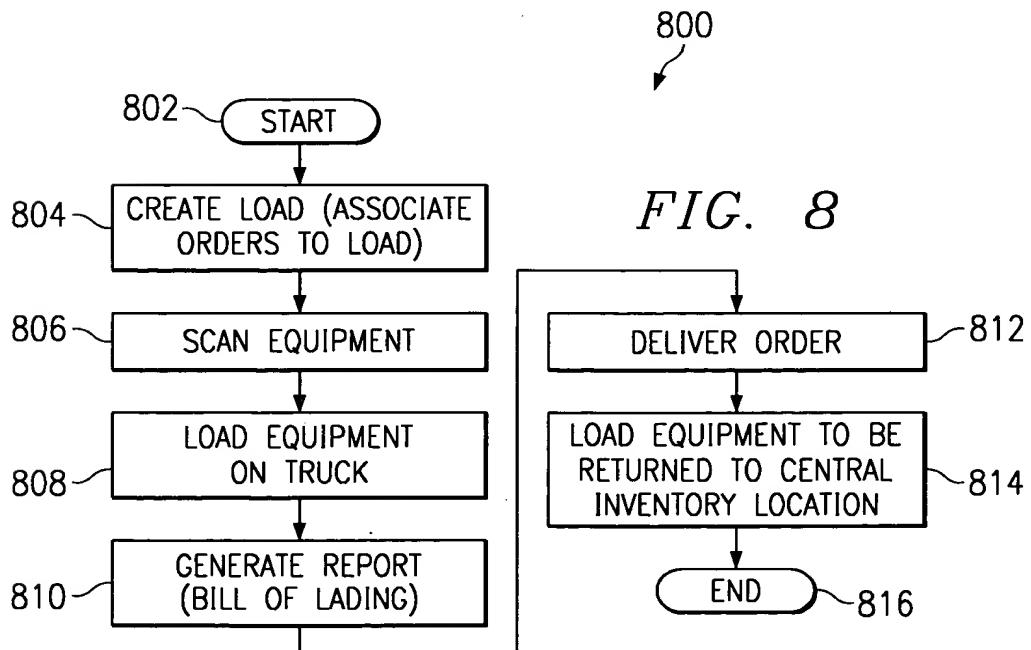 800
802
START
804
CREATE LOAD (ASSOCIATE
ORDERS TO LOAD)
FIG. 8
806
SCAN EQUIPMENT
808
LOAD EQUIPMENT
ON TRUCK
810
GENERATE REPORT
(BILL OF LADING)
DELIVER ORDER
812
LOAD EQUIPMENT TO BE
RETURNED TO CENTRAL
INVENTORY LOCATION
814
END
816